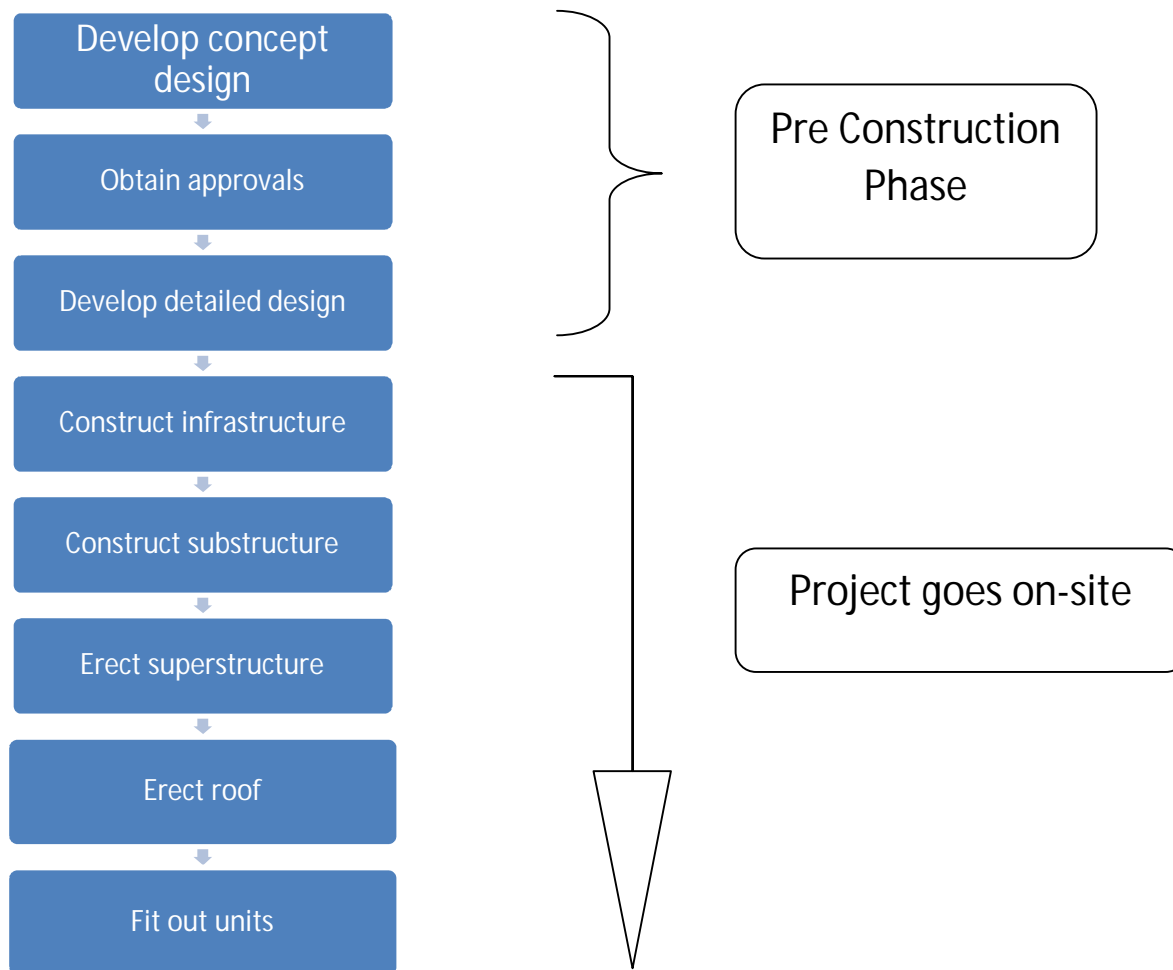 Develop concept
design
Obtain approvals
Develop detailed design
Construct infrastructure
Construct substructure
Erect superstructure
Erect roof
Fit out units
Pre Construction
Phase
Project goes on-site